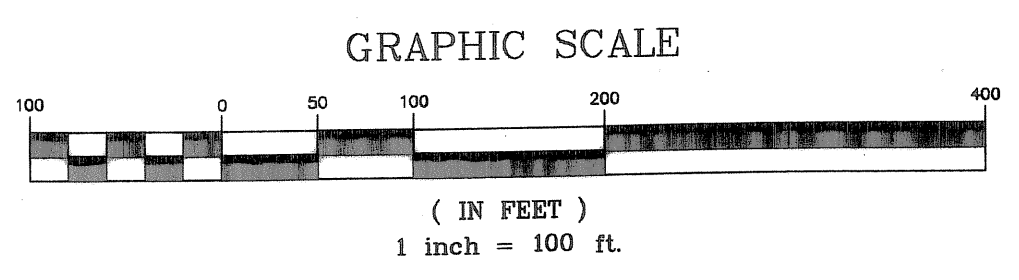 GRAPHIC SCALE
100 0 50 100 200 400
( IN FEET )
1 inch = 100 ft.